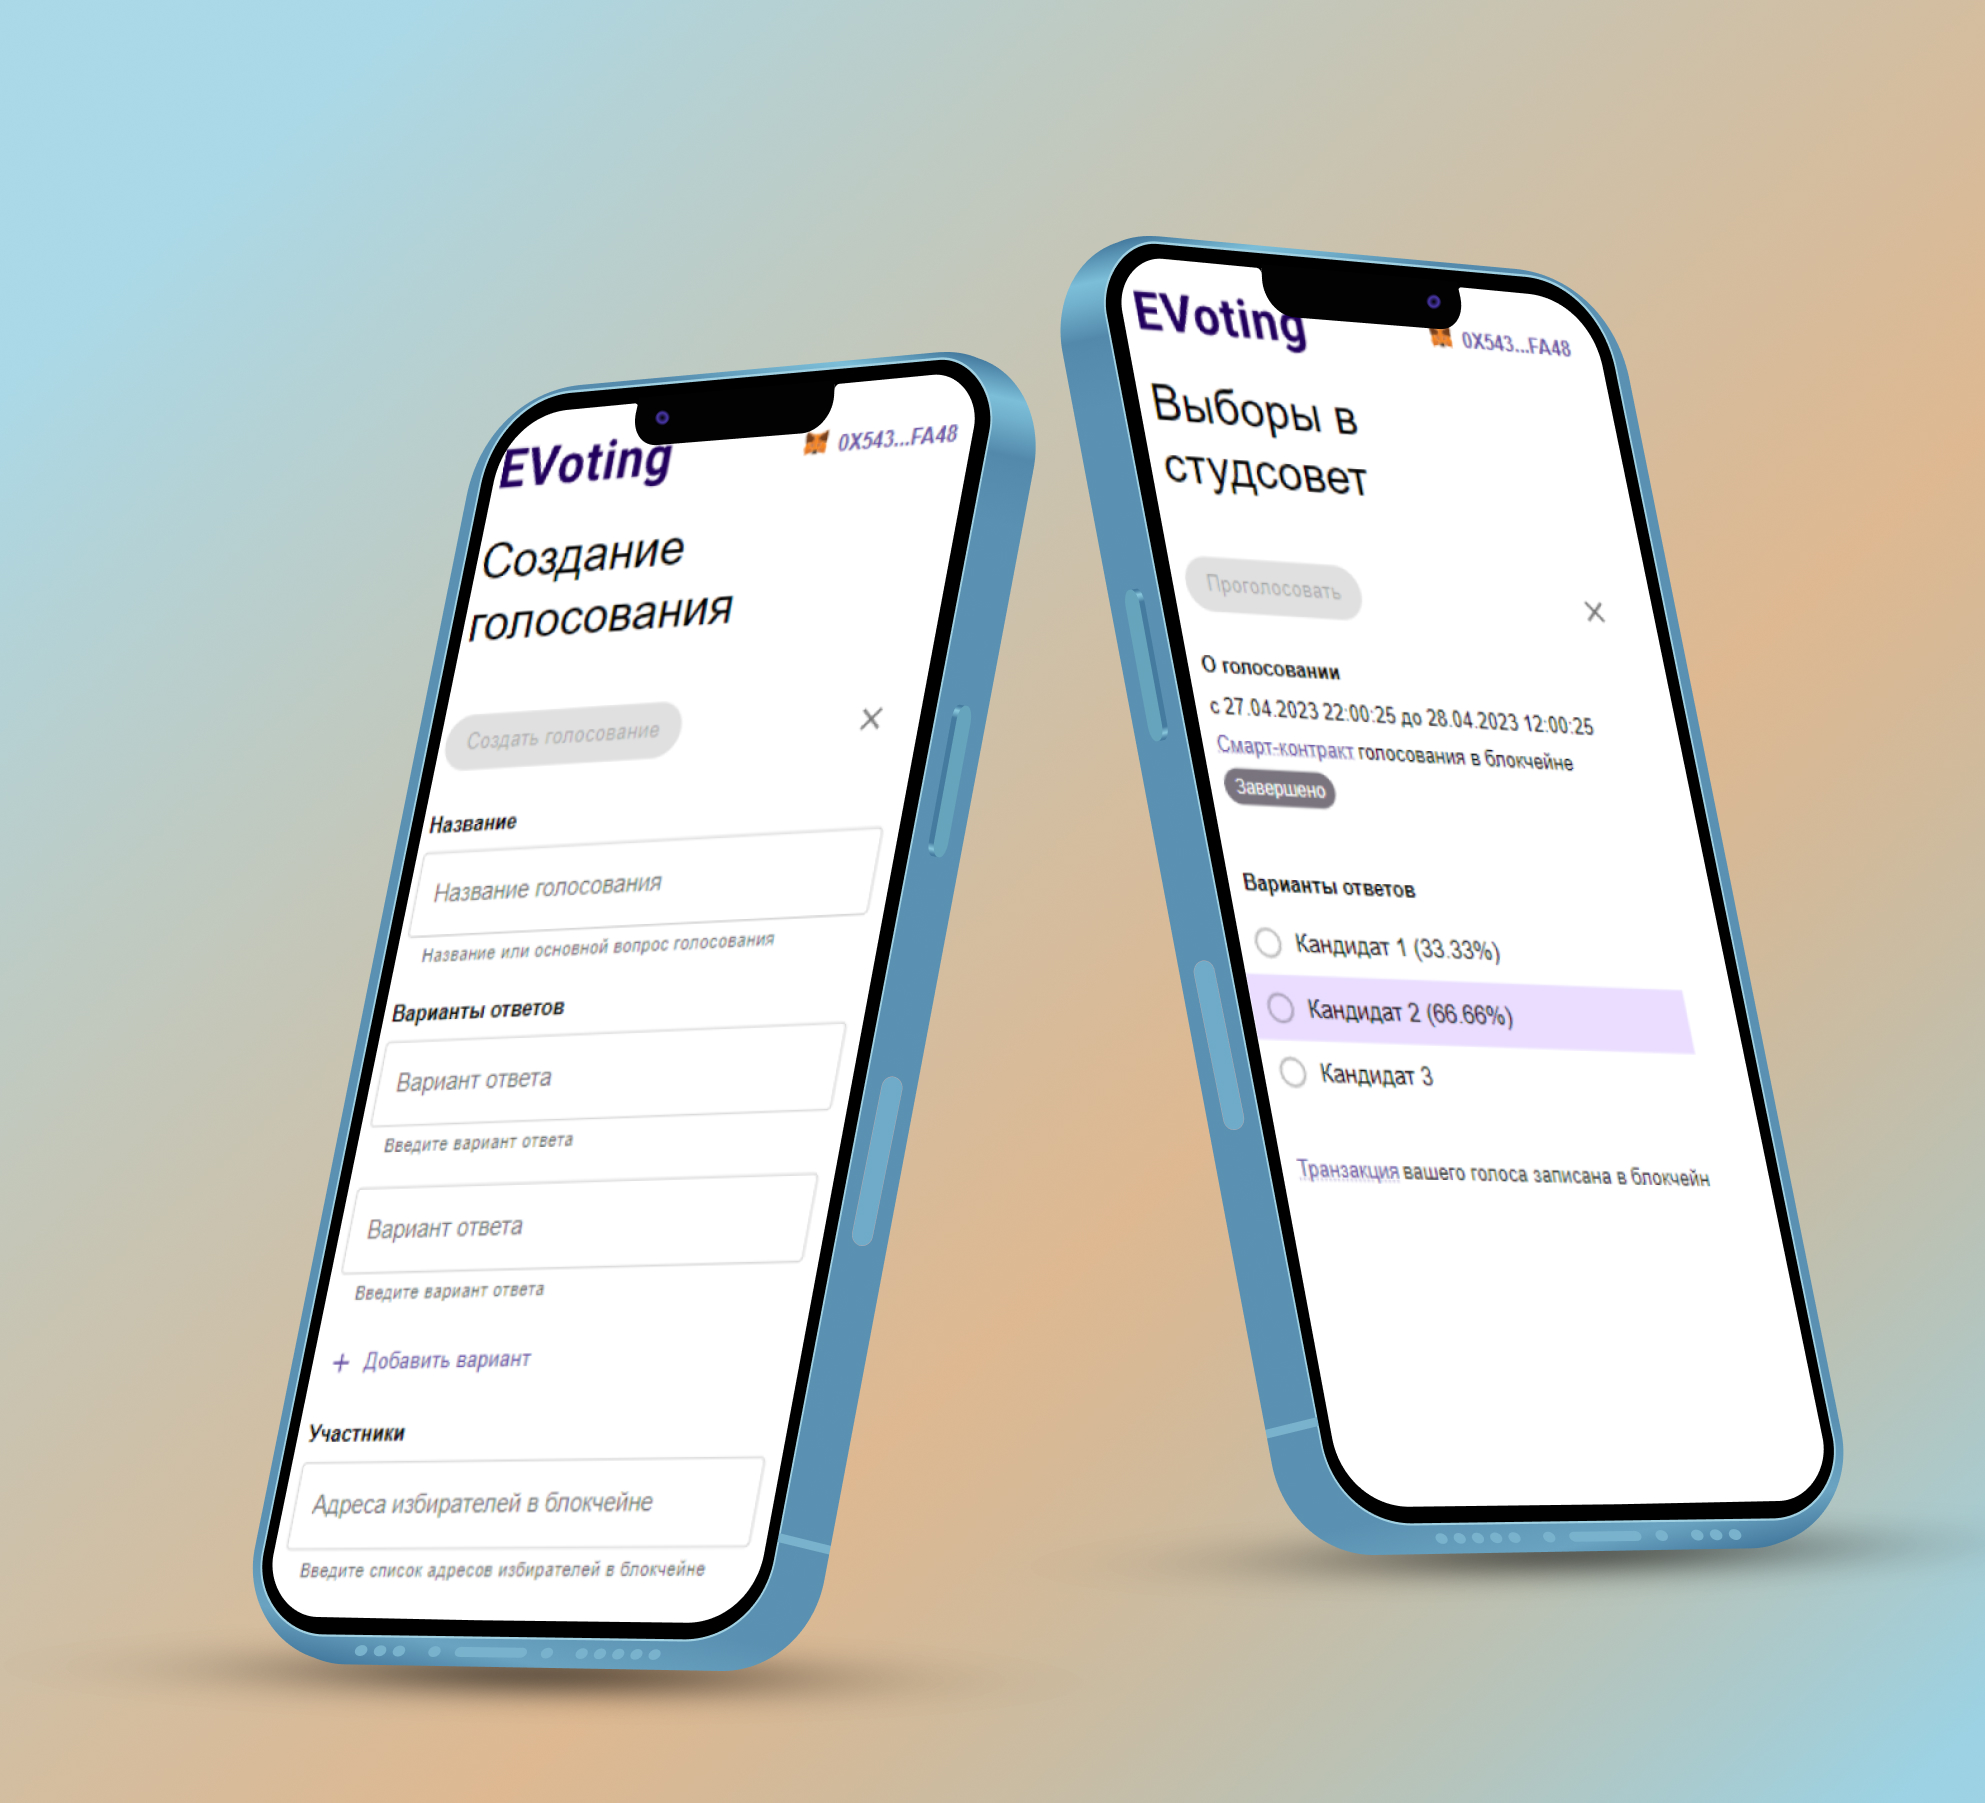 EVoting
0X543...FA48
Создание
голосования
Создать голосование
Название
Название голосования
Название или основной вопрос голосования
Варианты ответов
Вариант ответа
Введите вариант ответа
Вариант ответа
Введите вариант ответа
+ Добавить вариант
Участники
Адреса избирателей в блокчейне
Введите список адресов избирателей в блокчейне
EVoting
0X543...FA48
Выборы в
студсовет
Проголосовать
О голосовании
с 27.04.2023 22:00:25 до 28.04.2023 12:00:25
Смарт-контракт голосования в блокчейне
Завершено
Варианты ответов
Кандидат 1 (33.33%)
Кандидат 2 (66.66%)
Кандидат 3
Транзакция вашего голоса записана в блокчейн